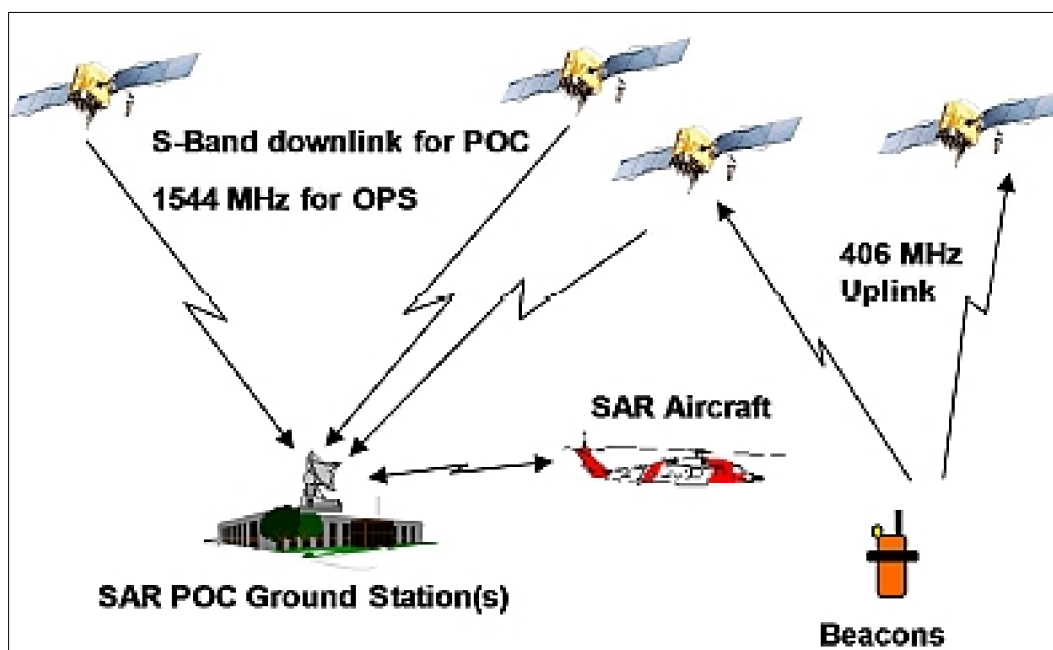 S-Band downlink for POC
1544 MHz for OPS
406 MHz
Uplink
SAR Aircraft
SAR POC Ground Station(s)
Beacons